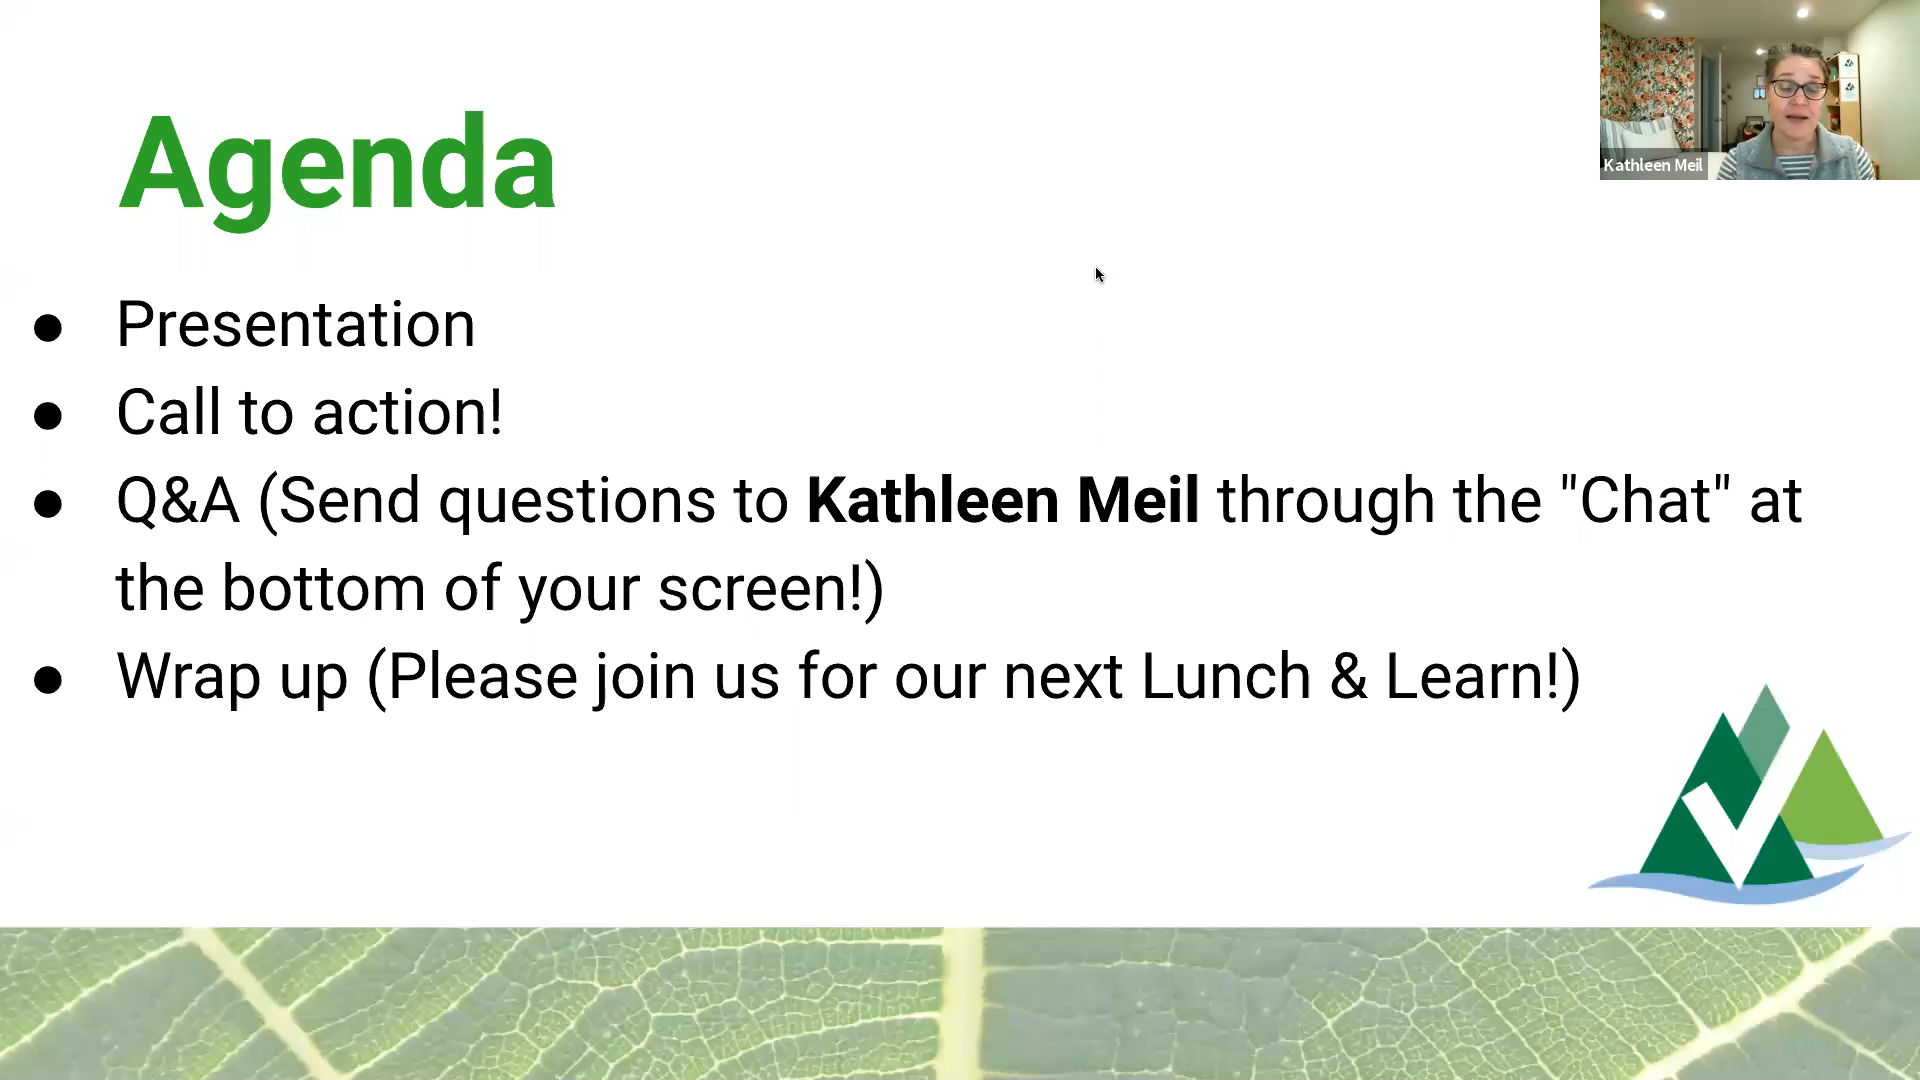 Agenda
Presentation
Call to action!
Q&A (Send questions to Kathleen Meil through the "Chat" at
the bottom of your screen!)
Wrap up (Please join us for our next Lunch & Learn!)
Kathleen Meil